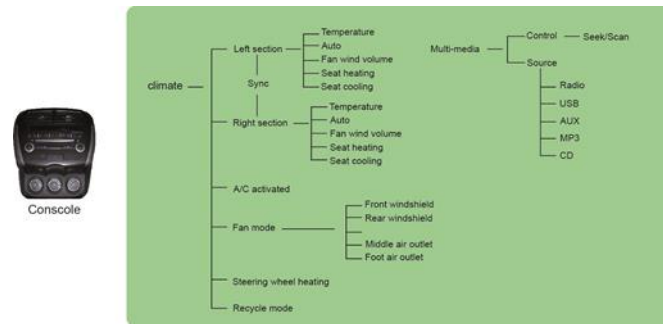 Conscole
climate
Left section
Temperature
Auto
Fan wind volume
Seat heating
Seat cooling
Sync
Right section
Temperature
Auto
Fan wind volume
Seat heating
Seat cooling
A/C activated
Fan mode
Front windshield
Rear windshield
Middle air outlet
Foot air outlet
Steering wheel heating
Recycle mode
Multi-media
Control
Seek/Scan
Source
Radio
USB
AUX
MP3
CD